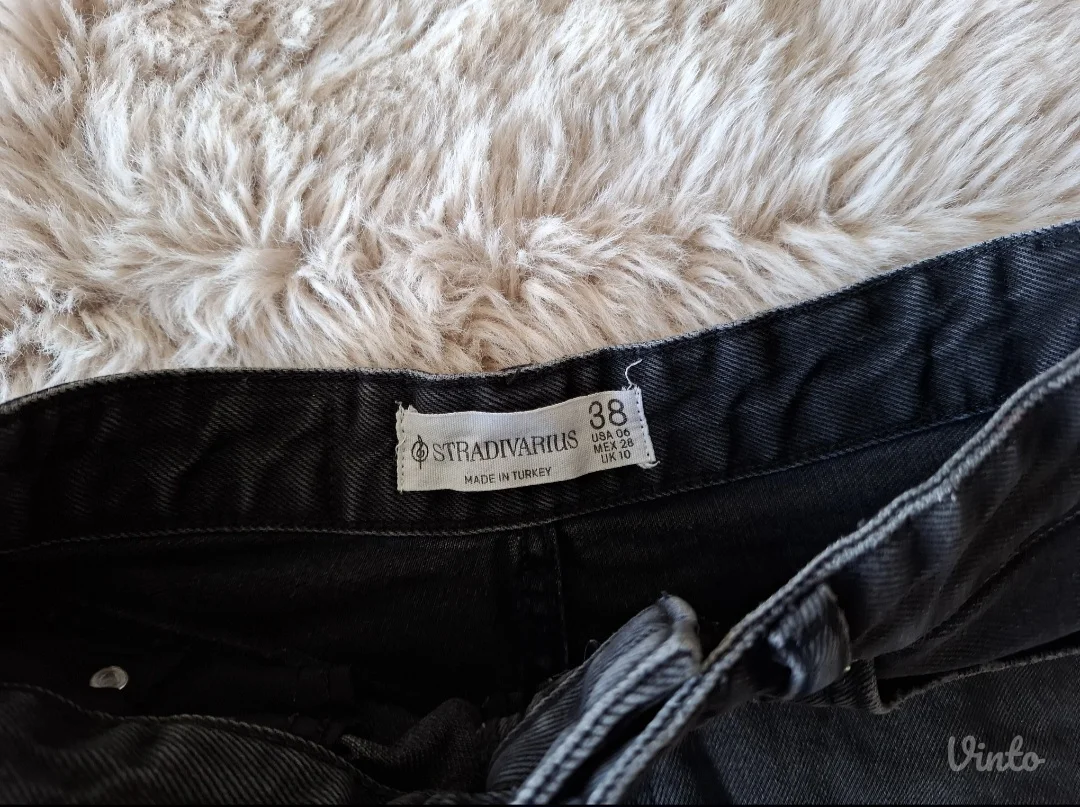 STRADIVARIUS
MADE IN TURKEY
38
USA 06
MEX 28
UK 10
Vinto